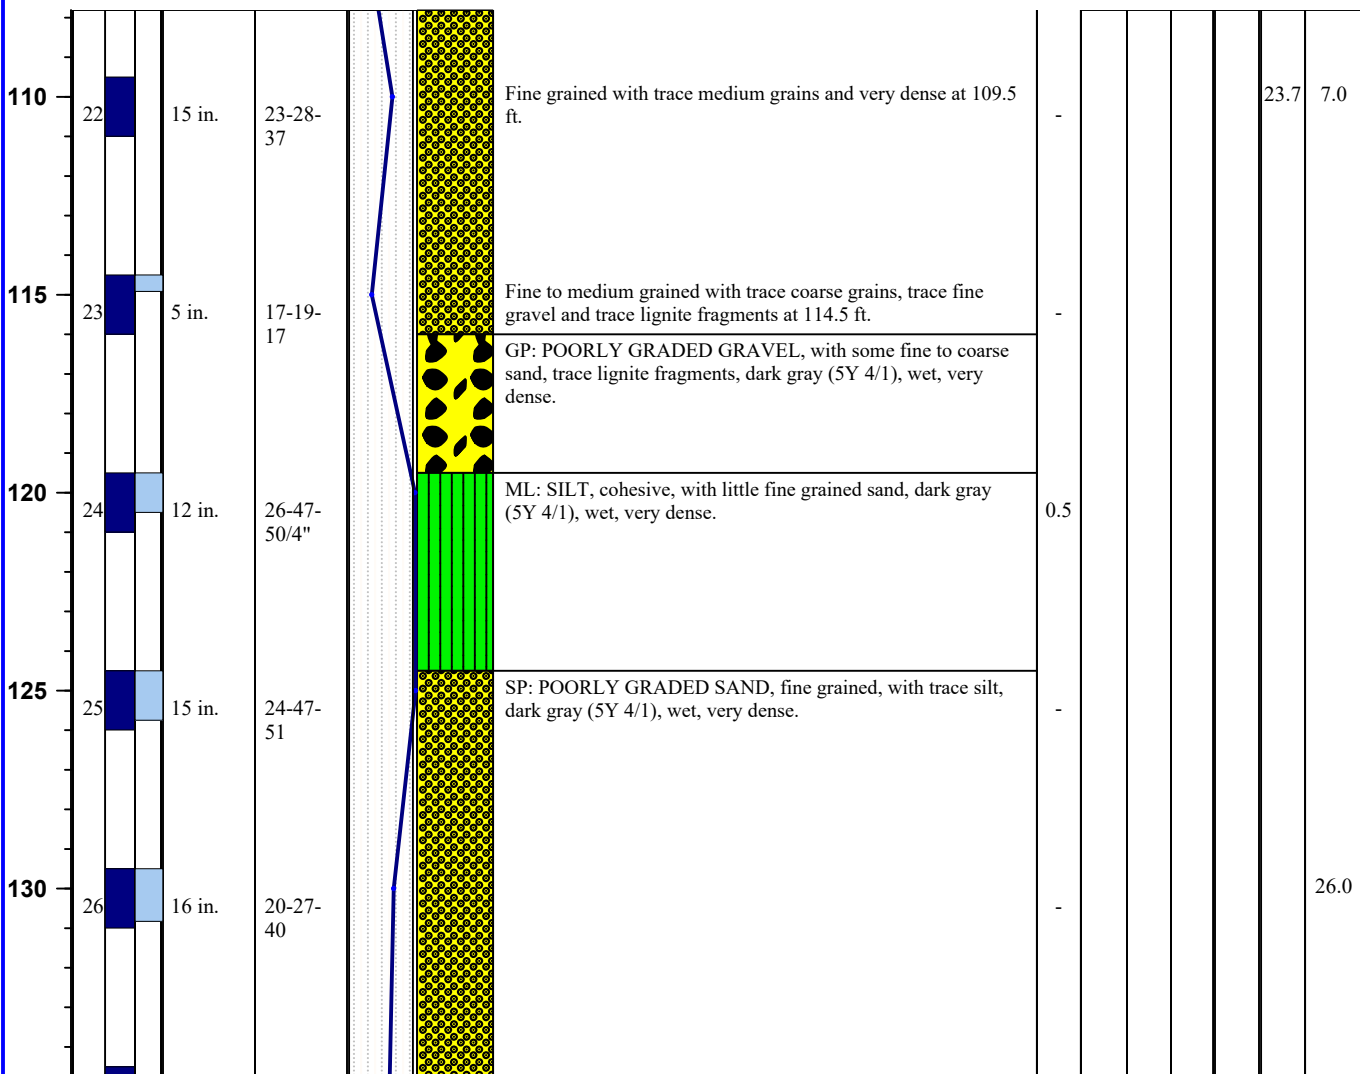 110
22
15 in.
23-28-
37
Fine grained with trace medium grains and very dense at 109.5
ft.
-
23.7
7.0
115
23
5 in.
17-19-
17
Fine to medium grained with trace coarse grains, trace fine
gravel and trace lignite fragments at 114.5 ft.
-
GP: POORLY GRADED GRAVEL, with some fine to coarse
sand, trace lignite fragments, dark gray (5Y 4/1), wet, very
dense.
120
24
12 in.
26-47-
50/4"
ML: SILT, cohesive, with little fine grained sand, dark gray
(5Y 4/1), wet, very dense.
0.5
125
25
15 in.
24-47-
51
SP: POORLY GRADED SAND, fine grained, with trace silt,
dark gray (5Y 4/1), wet, very dense.
-
130
26
16 in.
20-27-
40
-
26.0